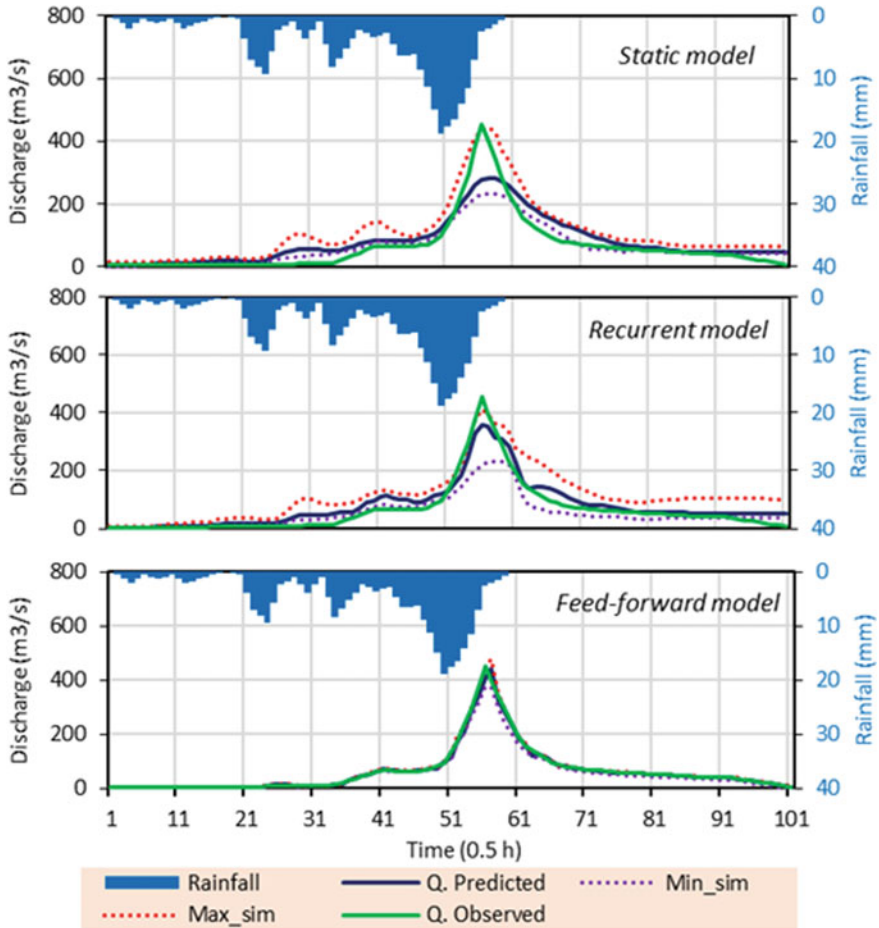 800
600
400
200
0
Discharge (m3/s)
Static model
0
10
20
30
40
Rainfall (mm)
800
600
400
200
0
Discharge (m3/s)
Recurrent model
0
10
20
30
40
Rainfall (mm)
800
600
400
200
0
Discharge (m3/s)
Feed-forward model
0
10
20
30
40
Rainfall (mm)
1 11 21 31 41 51 61 71 81 91 101
Time (0.5 h)
Rainfall Q. Predicted Min_sim
Max_sim Q. Observed